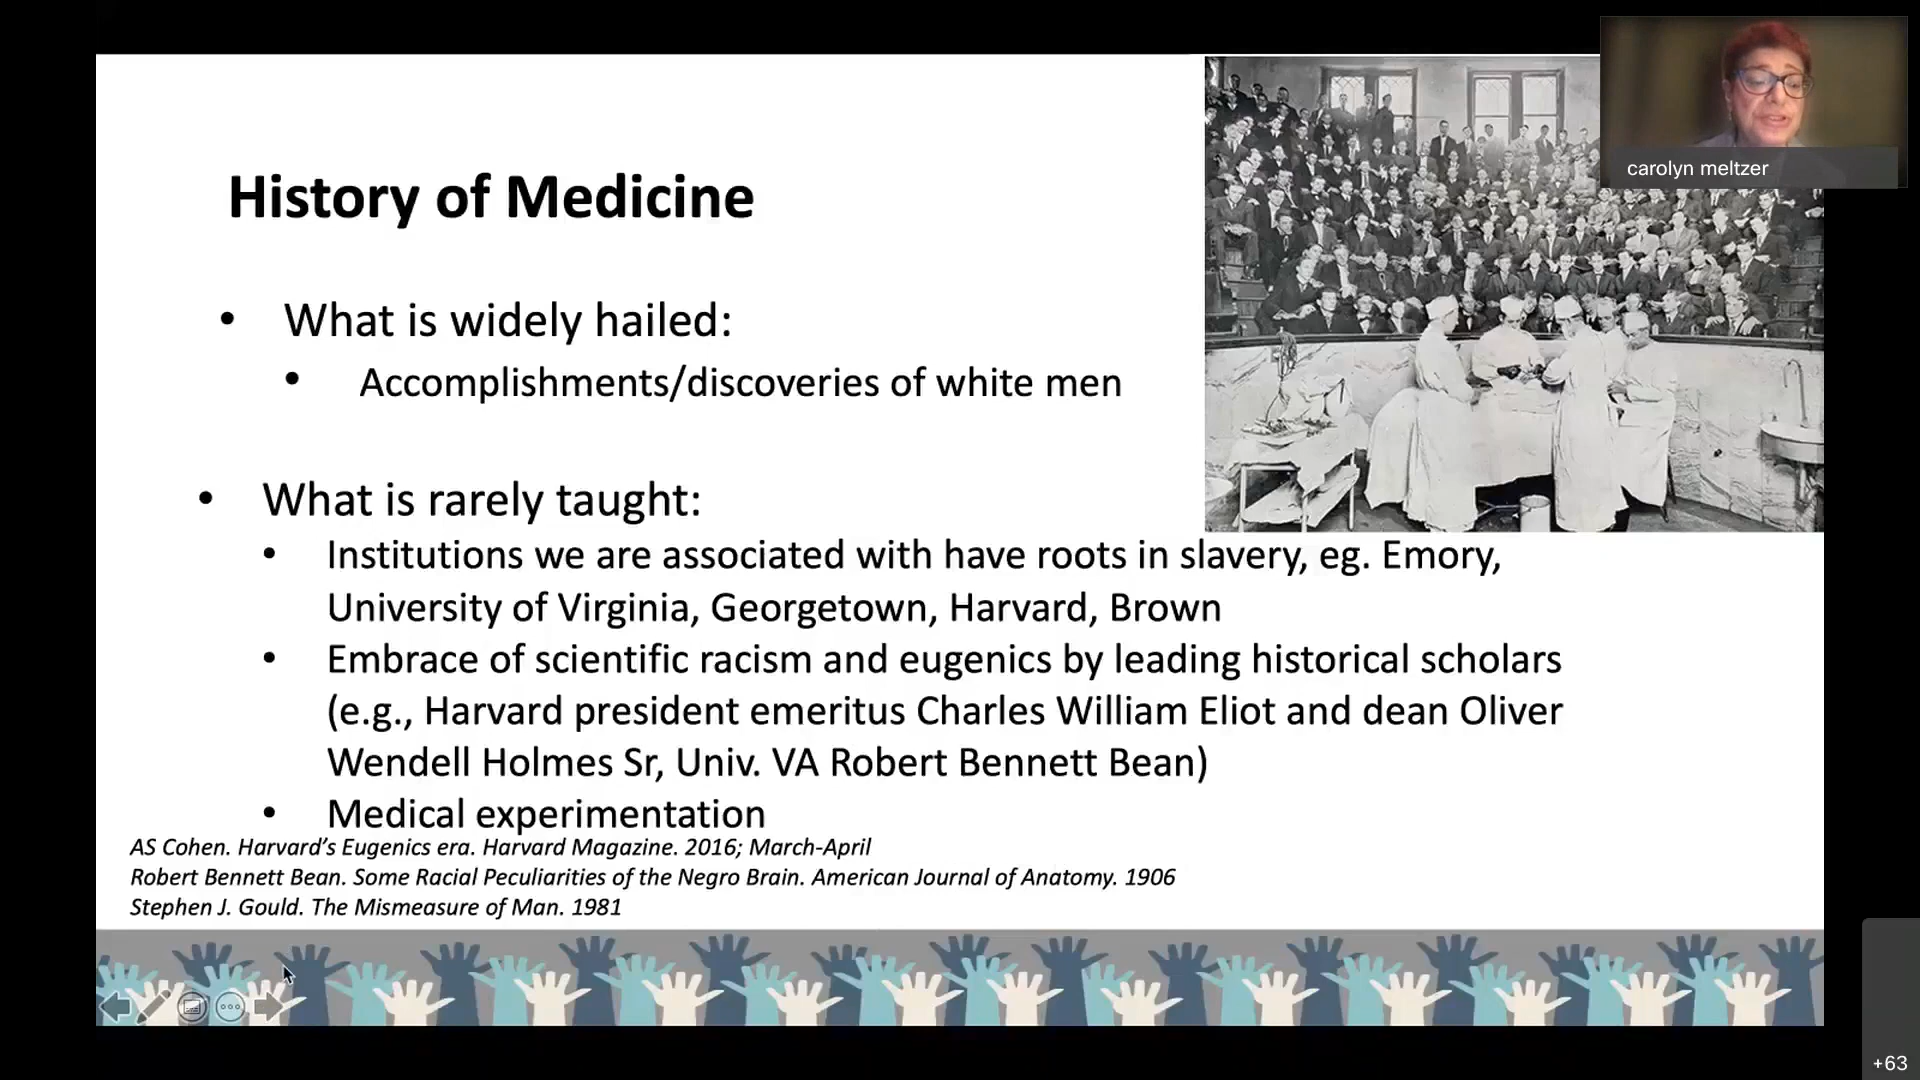 carolyn meltzer
History of Medicine
• What is widely hailed:
• Accomplishments/discoveries of white men
• What is rarely taught:
• Institutions we are associated with have roots in slavery, eg. Emory,
University of Virginia, Georgetown, Harvard, Brown
• Embrace of scientific racism and eugenics by leading historical scholars
(e.g., Harvard president emeritus Charles William Eliot and dean Oliver
Wendell Holmes Sr, Univ. VA Robert Bennett Bean)
• Medical experimentation
AS Cohen. Harvard's Eugenics era. Harvard Magazine. 2016; March-April
Robert Bennett Bean. Some Racial Peculiarities of the Negro Brain. American Journal of Anatomy. 1906
Stephen J. Gould. The Mismeasure of Man. 1981
+63